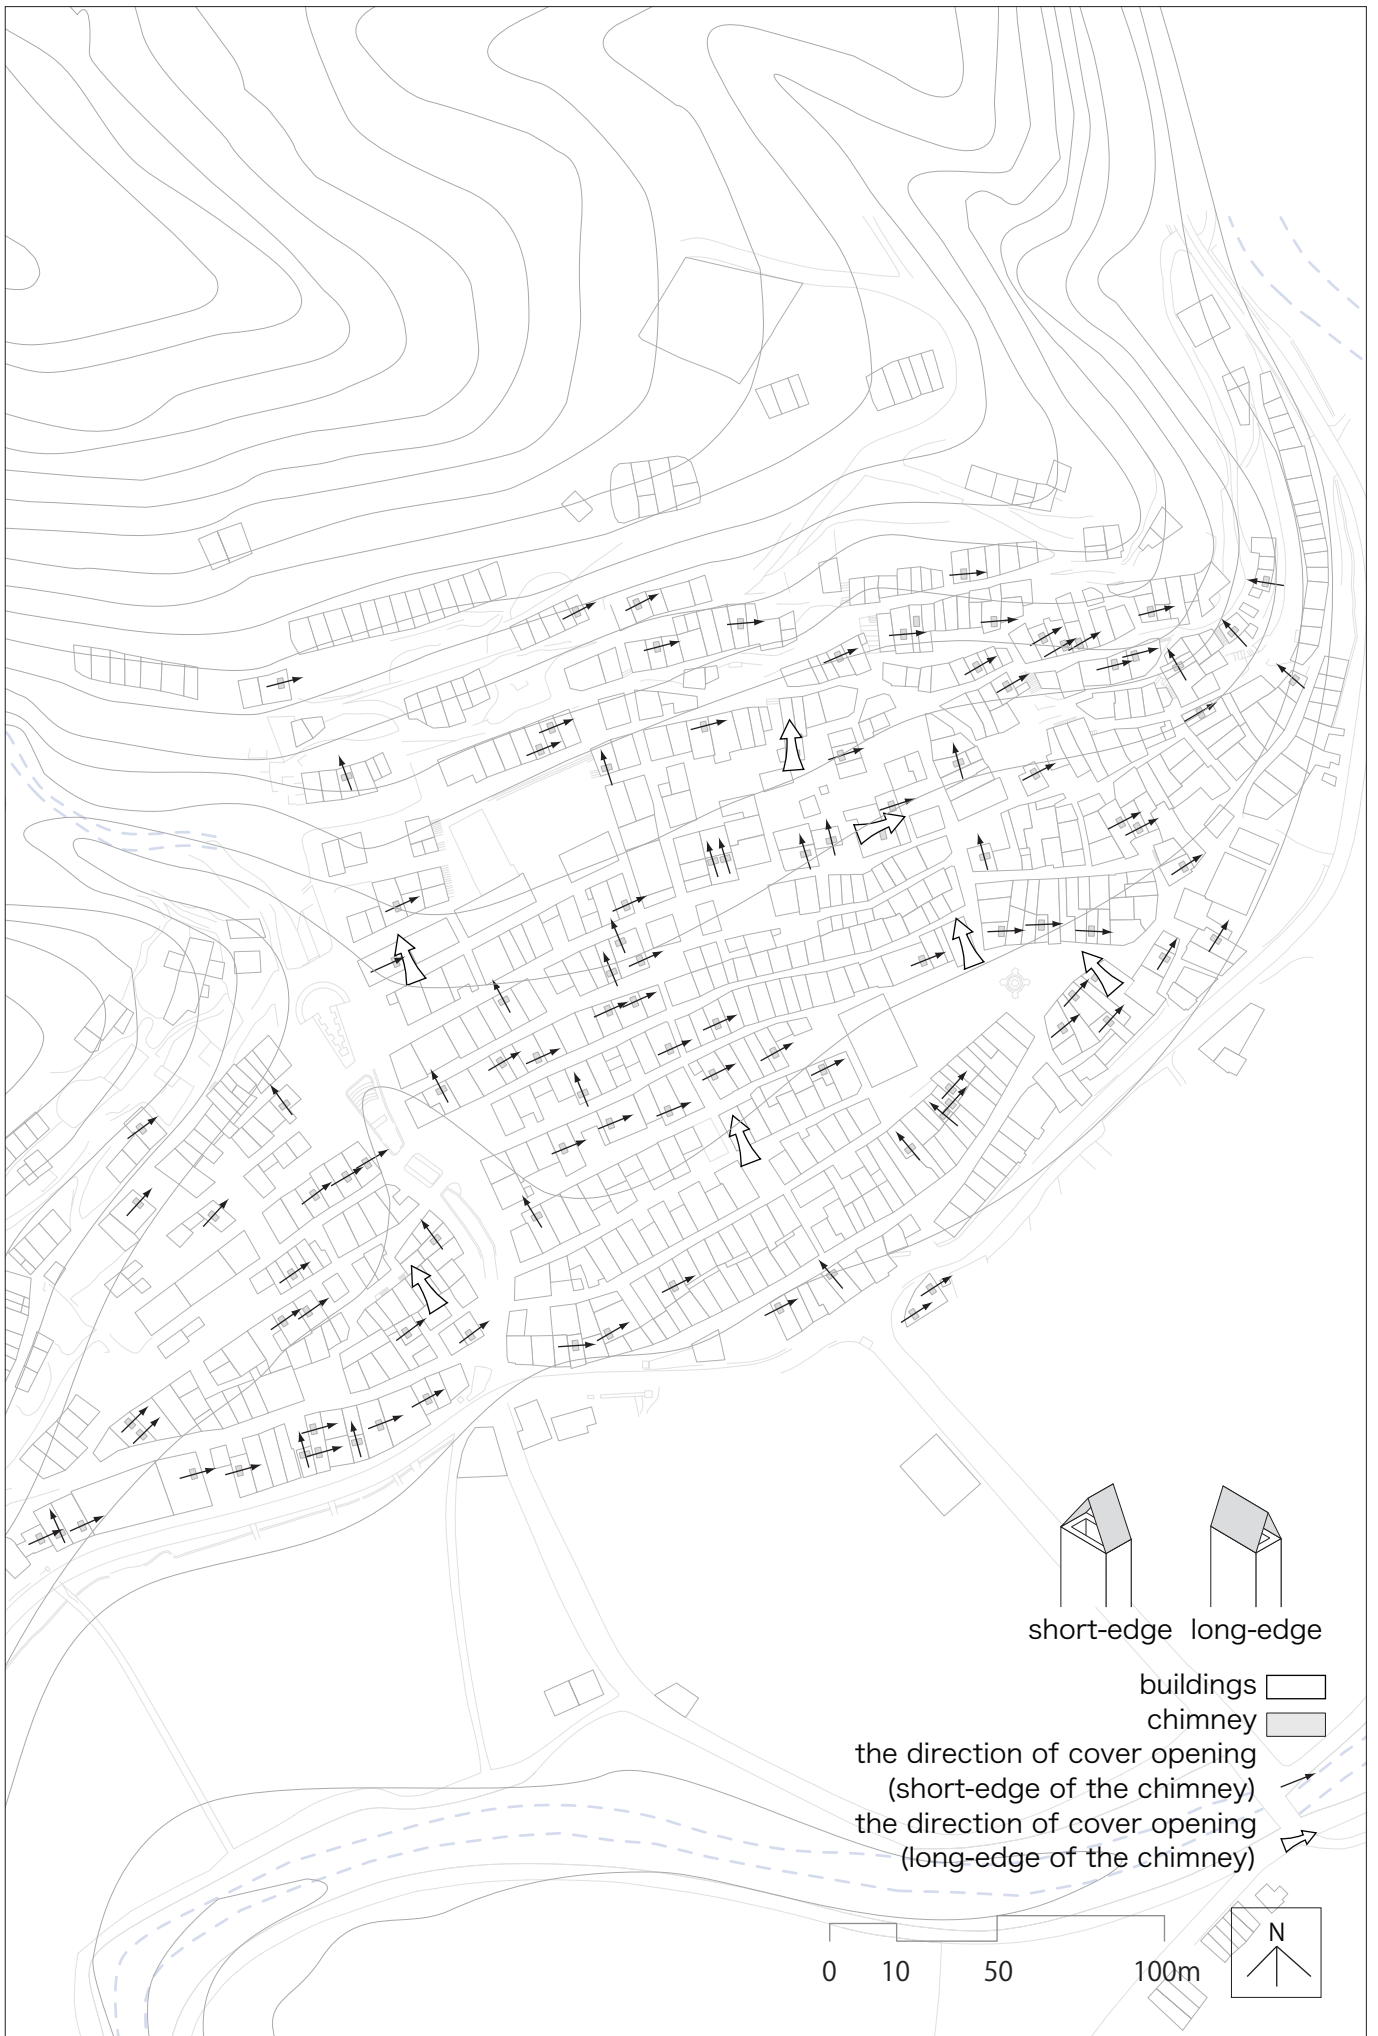 short-edge long-edge
buildings
chimney
the direction of cover opening
(short-edge of the chimney)
the direction of cover opening
(long-edge of the chimney)
0 10 50 100m
N